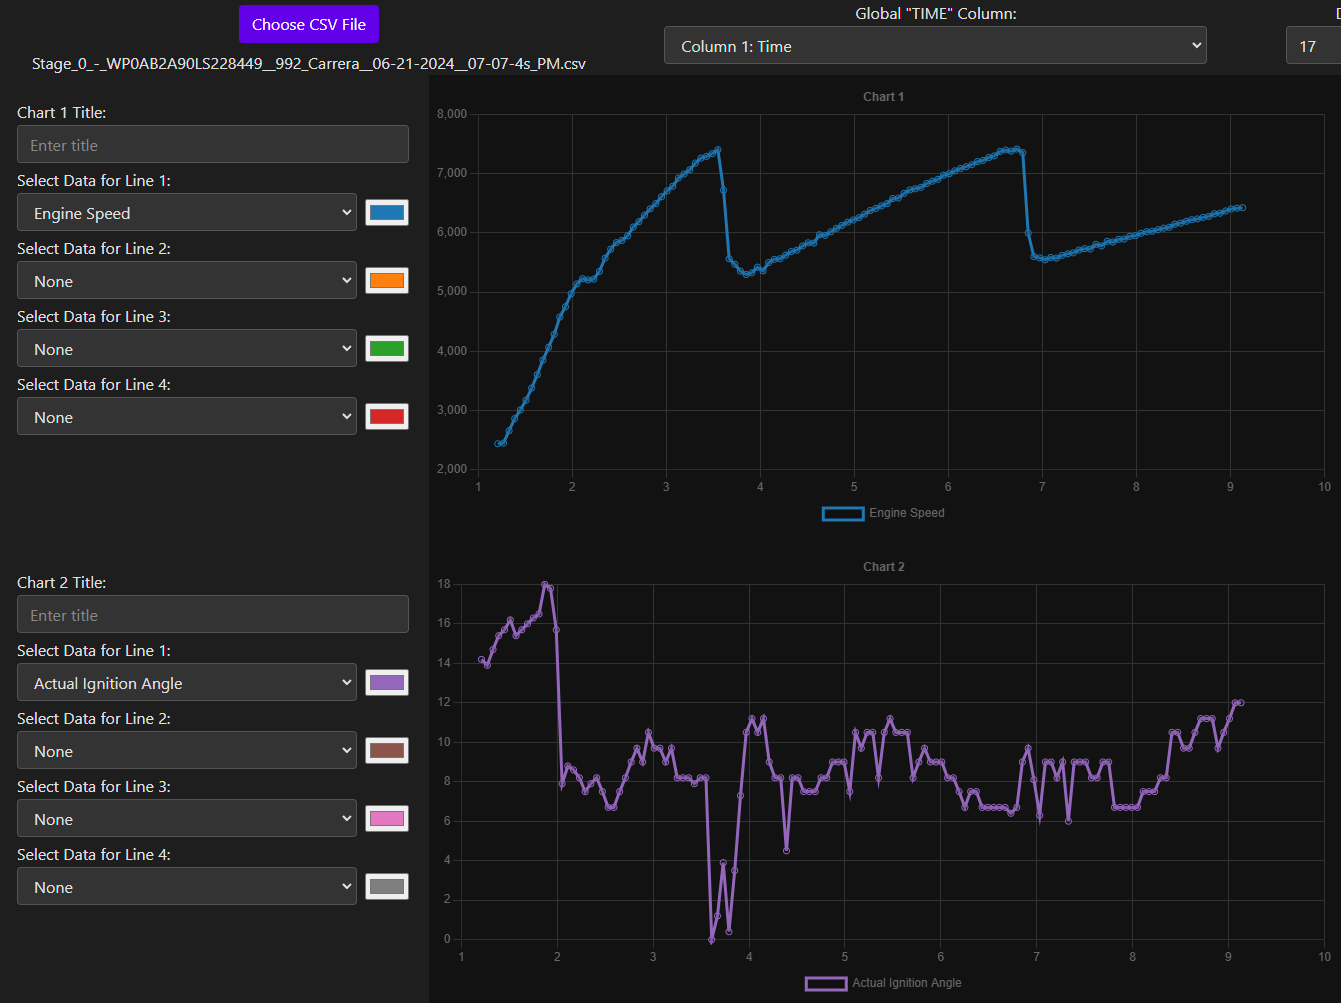 Choose CSV File
Stage_0_-_WP0AB2A90LS228449__992_Carrera__06-21-2024__07-07-4s_PM.csv
Global "TIME" Column:
Column 1: Time
17
Chart 1 Title:
Enter title
Select Data for Line 1:
Engine Speed
Select Data for Line 2:
None
Select Data for Line 3:
None
Select Data for Line 4:
None
Chart 1
8,000
7,000
6,000
5,000
4,000
3,000
2,000
1 2 3 4 5 6 7 8 9 10
Engine Speed
Chart 2 Title:
Enter title
Select Data for Line 1:
Actual Ignition Angle
Select Data for Line 2:
None
Select Data for Line 3:
None
Select Data for Line 4:
None
Chart 2
18
16
14
12
10
8
6
4
2
0
1 2 3 4 5 6 7 8 9 10
Actual Ignition Angle